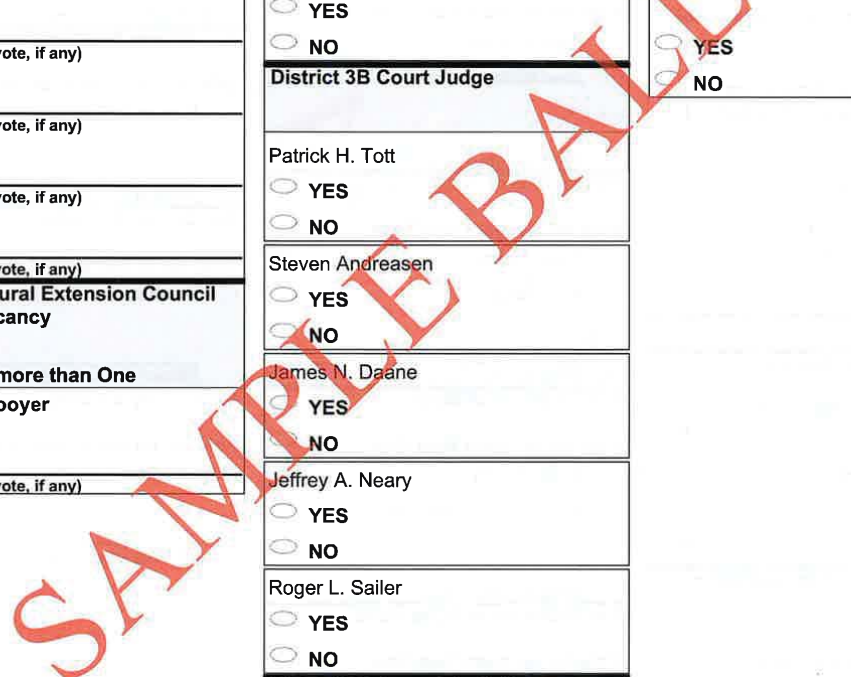 vote, if any)
vote, if any)
vote, if any)
vote, if any)
ural Extension Council
cancy
more than One
ooyer
vote, if any)
YES
NO
District 3B Court Judge
Patrick H. Tott
YES
NO
Steven Andreasen
YES
NO
James N. Daane
YES
NO
Jeffrey A. Neary
YES
NO
Roger L. Sailer
YES
NO
YES
NO
SAMPLE BALL